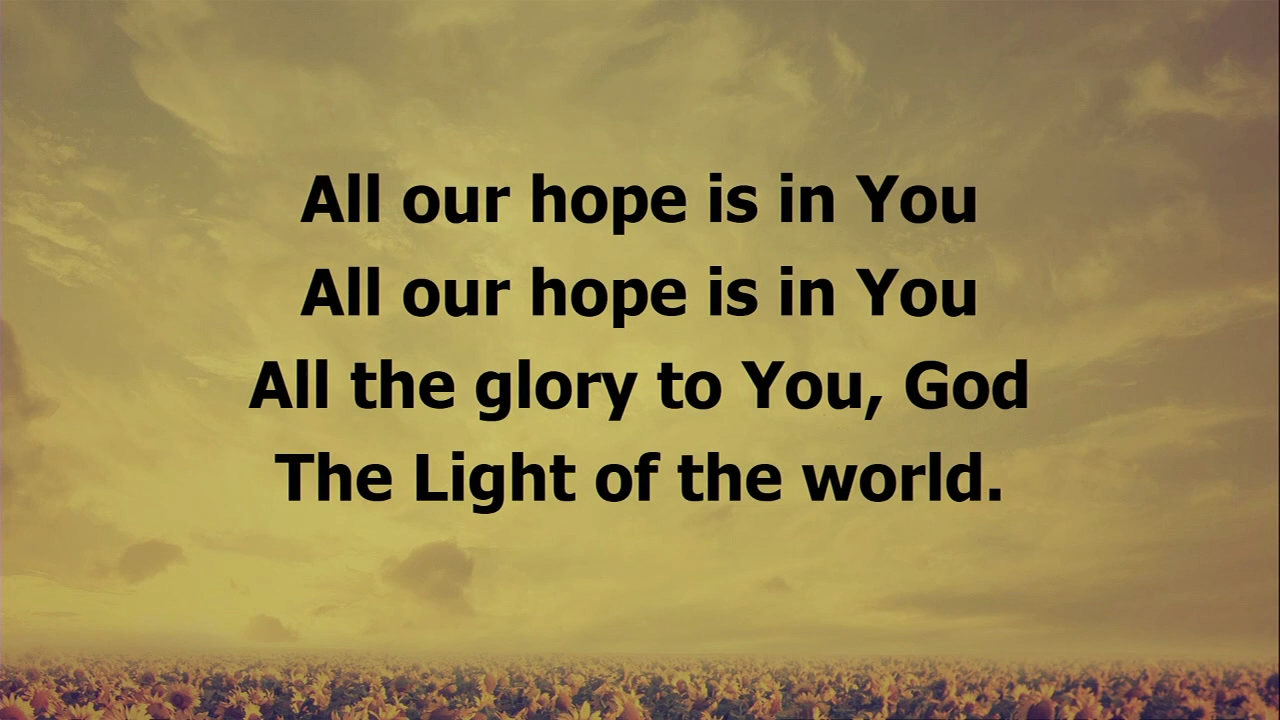 All our hope is in You
All our hope is in You
All the glory to You, God
The Light of the world.